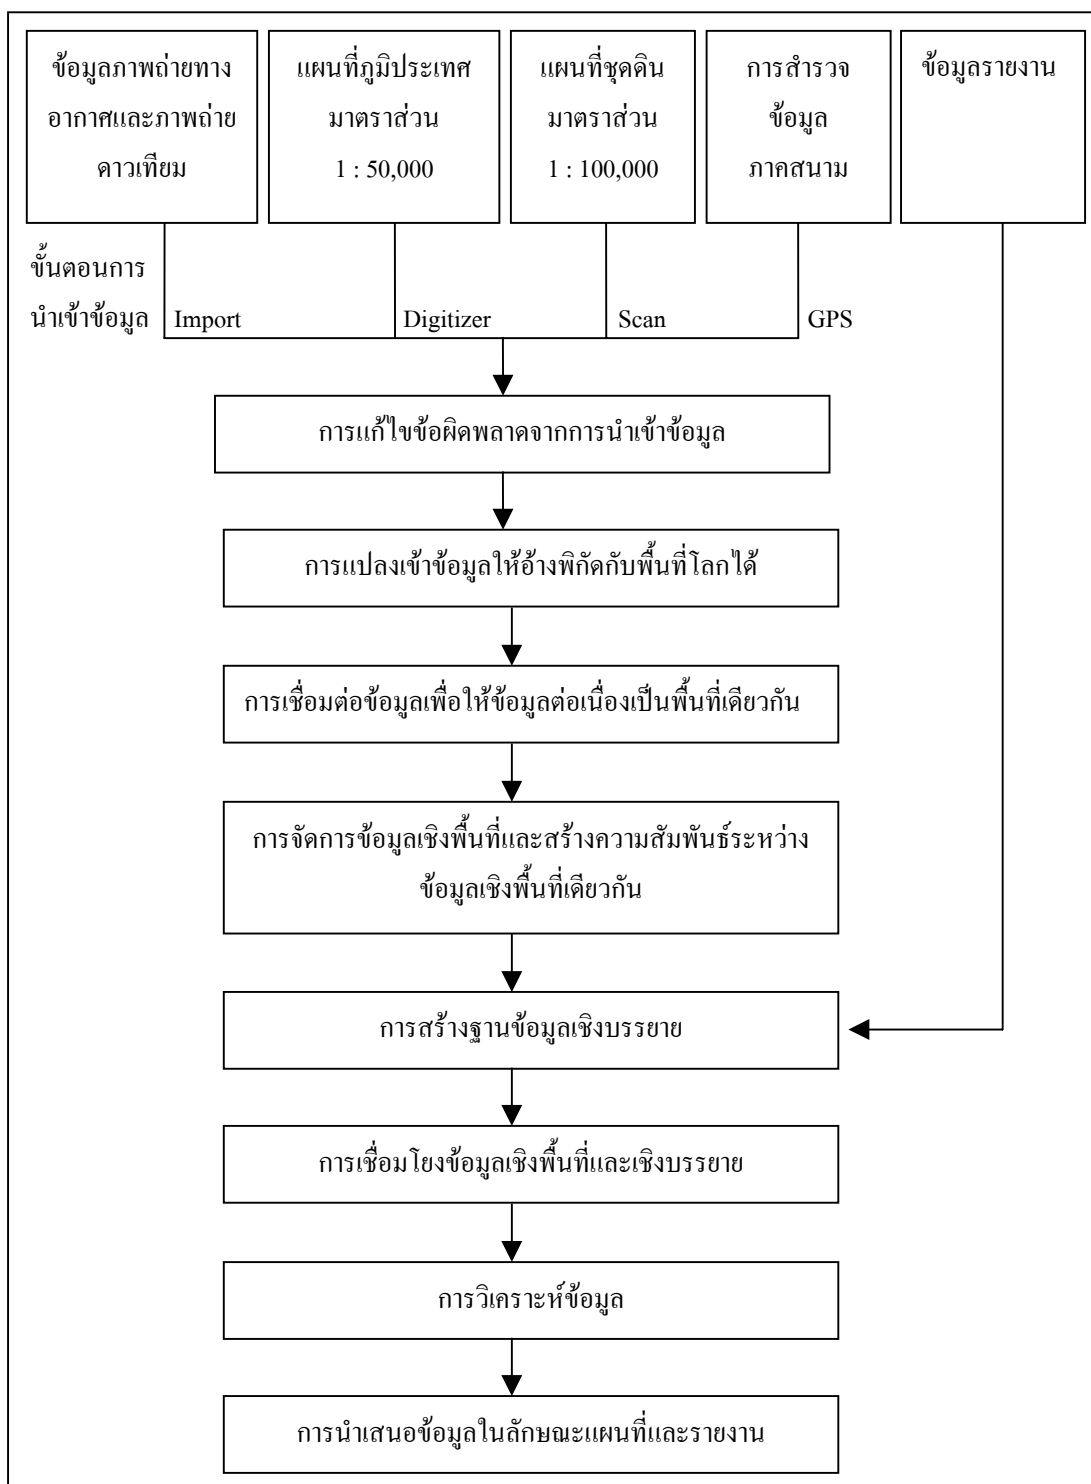 ข้อมูลภาพถ่ายทาง
อากาศและภาพถ่าย
ดาวเทียม
แผนที่ภูมิประเทศ
มาตราส่วน
1 : 50,000
แผนที่ชุดดิน
มาตราส่วน
1 : 100,000
การสำรวจ
ข้อมูล
ภาคสนาม
ข้อมูลรายงาน
ขั้นตอนการ
นำเข้าข้อมูล
Import
Digitizer
Scan
GPS
การแก้ไขข้อผิดพลาดจากการนำเข้าข้อมูล
การแปลงเข้าข้อมูลให้อ้างพิกัดกับพื้นที่โลกได้
การเชื่อมต่อข้อมูลเพื่อให้ข้อมูลต่อเนื่องเป็นพื้นที่เดียวกัน
การจัดการข้อมูลเชิงพื้นที่และสร้างความสัมพันธ์ระหว่าง
ข้อมูลเชิงพื้นที่เดียวกัน
การสร้างฐานข้อมูลเชิงบรรยาย
การเชื่อมโยงข้อมูลเชิงพื้นที่และเชิงบรรยาย
การวิเคราะห์ข้อมูล
การนำเสนอข้อมูลในลักษณะแผนที่และรายงาน